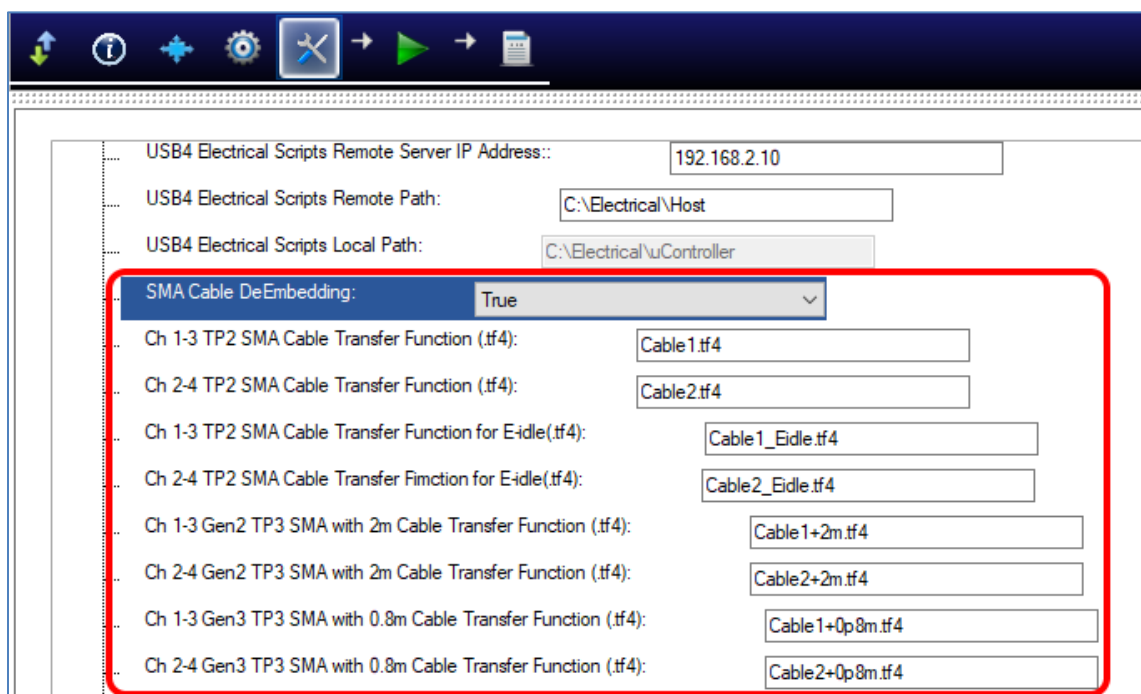 USB4 Electrical Scripts Remote Server IP Address:: 192.168.2.10
USB4 Electrical Scripts Remote Path: C:\Electrical\Host
USB4 Electrical Scripts Local Path: C:\Electrical\uController
SMA Cable DeEmbedding: True
Ch 1-3 TP2 SMA Cable Transfer Function (.tf4): Cable1.tf4
Ch 2-4 TP2 SMA Cable Transfer Function (.tf4): Cable2.tf4
Ch 1-3 TP2 SMA Cable Transfer Function for E-idle(.tf4): Cable1_Eidle.tf4
Ch 2-4 TP2 SMA Cable Transfer Fimction for E-idle(.tf4): Cable2_Eidle.tf4
Ch 1-3 Gen2 TP3 SMA with 2m Cable Transfer Function (.tf4): Cable1+2m.tf4
Ch 2-4 Gen2 TP3 SMA with 2m Cable Transfer Function (.tf4): Cable2+2m.tf4
Ch 1-3 Gen3 TP3 SMA with 0.8m Cable Transfer Function (.tf4): Cable1+0p8m.tf4
Ch 2-4 Gen3 TP3 SMA with 0.8m Cable Transfer Function (.tf4): Cable2+0p8m.tf4